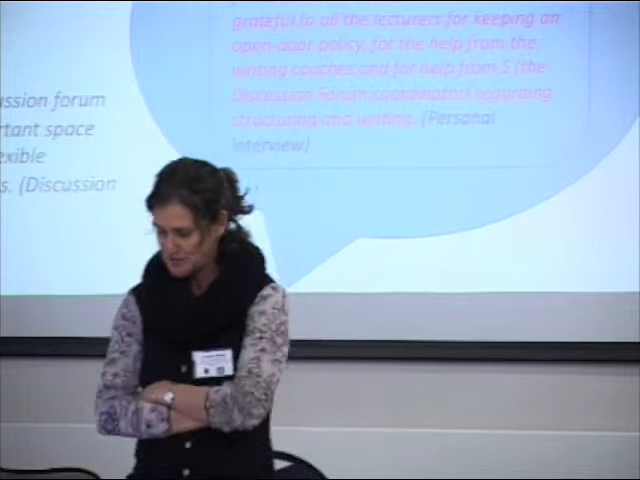 grateful to all the lecturers for keeping an
open-door policy, for the help from the
writing coaches and for help from S (the
Discussion Forum coordinator) regarding
structuring and writing. (Personal
interview)
ussion forum
rtant space
exible
s. (Discussion